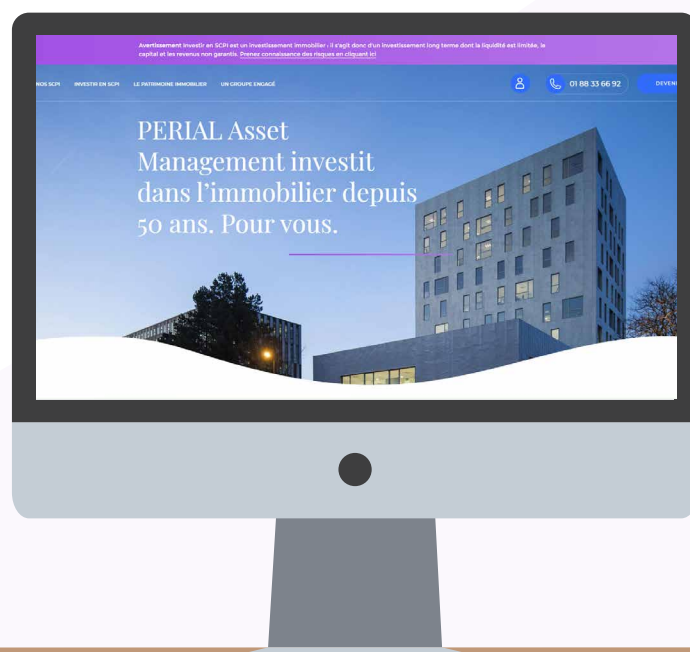 Avertissement Investir en SCPI est un investissement immobilier : il s'agit donc d'un investissement long terme dont la liquidité est limitée, le
capital et les revenus non garantis. Prenez connaissance des risques en cliquant ici
NOS SCPI INVESTIR EN SCPI LE PATRIMOINE IMMOBILIER UN GROUPE ENGAGÉ 01 88 33 66 92 DEVENI
PERIAL Asset
Management investit
dans l'immobilier depuis
50 ans. Pour vous.